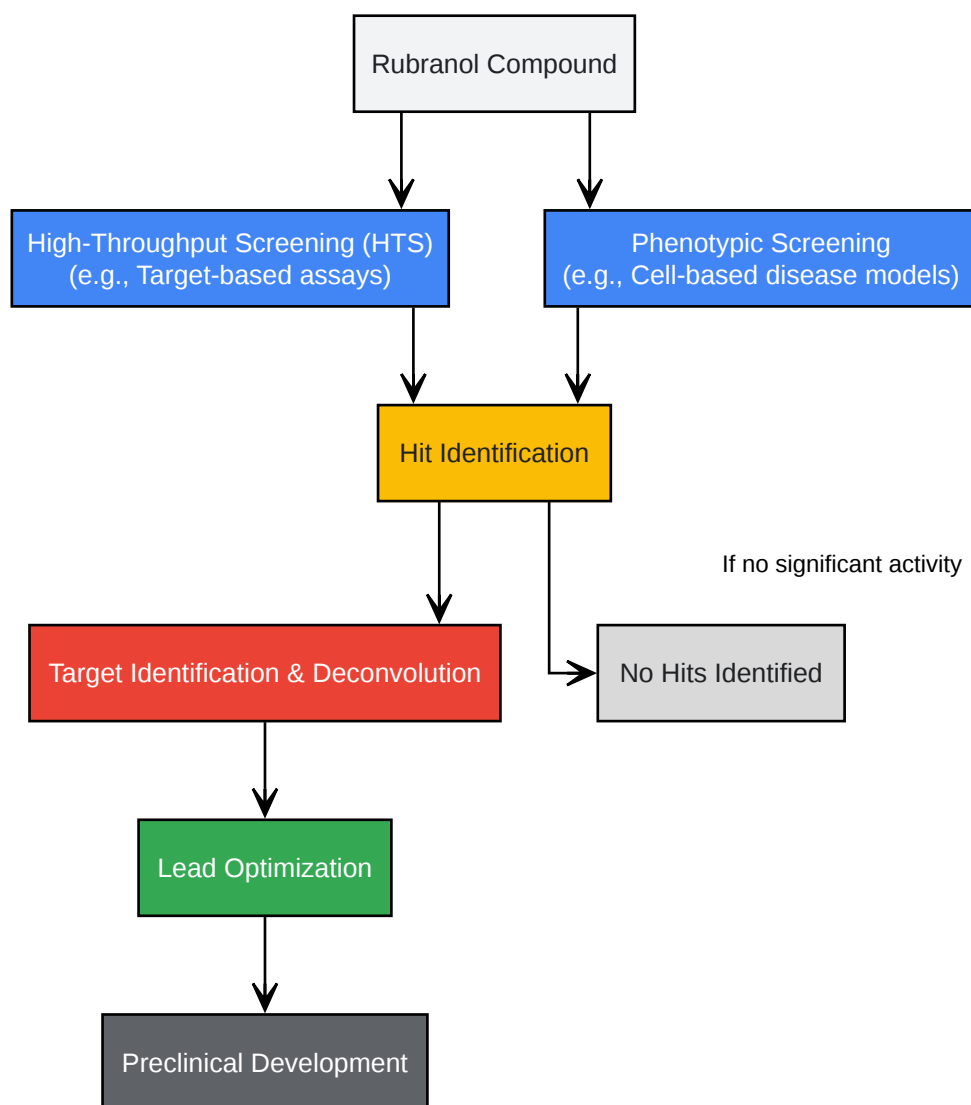 Rubranol Compound
High-Throughput Screening (HTS)
(e.g., Target-based assays)
Phenotypic Screening
(e.g., Cell-based disease models)
Hit Identification
If no significant activity
Target Identification & Deconvolution
No Hits Identified
Lead Optimization
Preclinical Development